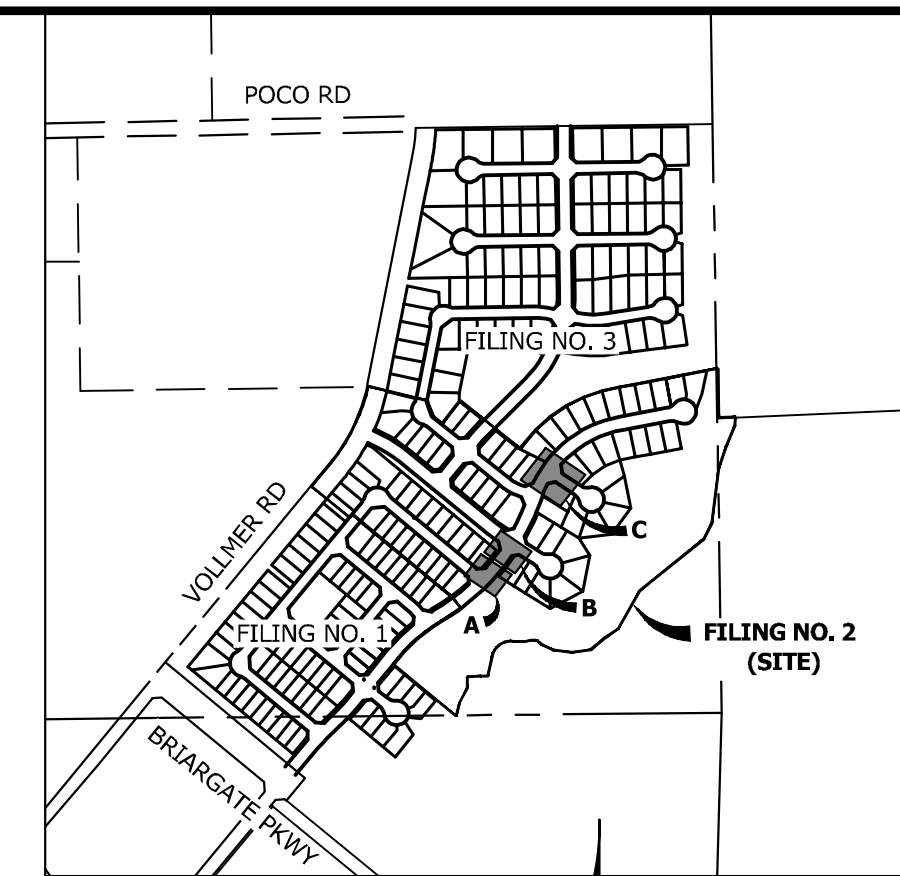 POCO RD
FILING NO. 3
VOLLMER RD
C
B
A
FILING NO. 1
FILING NO. 2
(SITE)
BRIARGATE PKWY